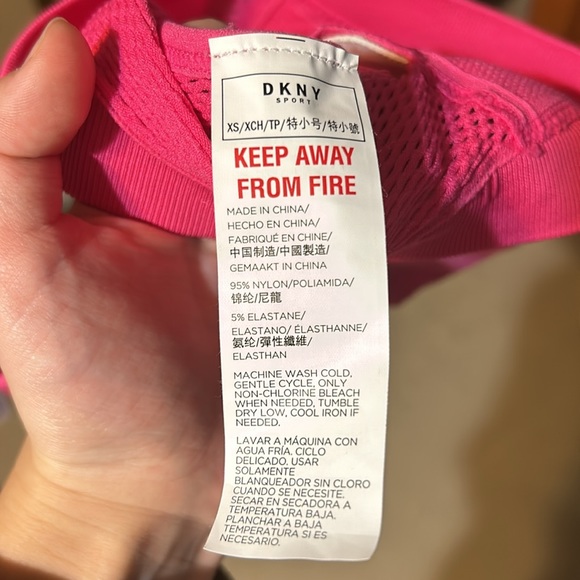 DKNY
SPORT
XS/XCH/TP/特小号/特小號
KEEP AWAY
FROM FIRE
MADE IN CHINA/
HECHO EN CHINA/
FABRIQUÉ EN CHINE/
中国制造/中國製造/
GEMAAKT IN CHINA
95% NYLON/POLIAMIDA/
锦纶/尼龍
5% ELASTANE/
ELASTANO/ ÉLASTHANNE/
氨纶/彈性纖維/
ELASTHAN
MACHINE WASH COLD,
GENTLE CYCLE, ONLY
NON-CHLORINE BLEACH
WHEN NEEDED, TUMBLE
DRY LOW, COOL IRON IF
NEEDED.
LAVAR A MÁQUINA CON
AGUA FRÍA. CICLO
DELICADO. USAR
SOLAMENTE
BLANQUEADOR SIN CLORO
CUANDO SE NECESITE.
SECAR EN SECADORA A
TEMPERATURA BAJA.
PLANCHAR A BAJA
TEMPERATURA SI ES
NECESARIO.